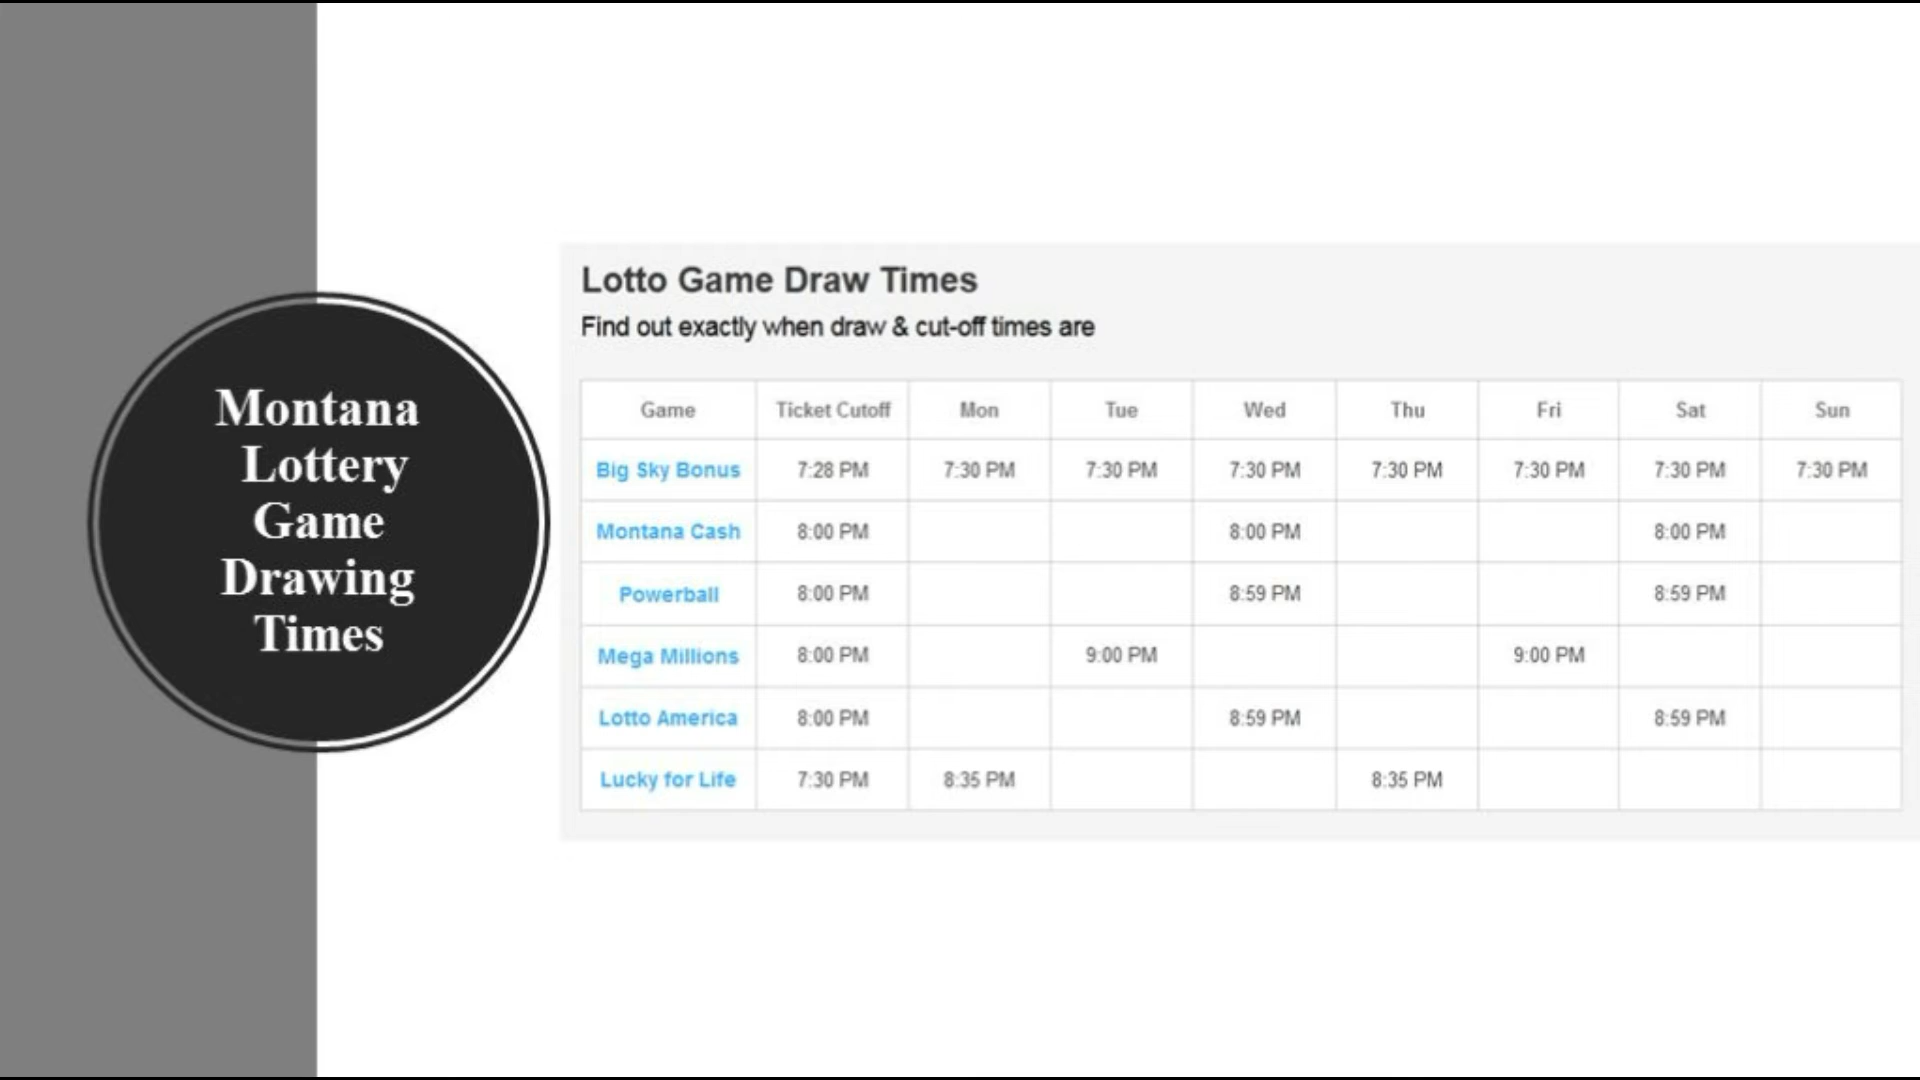 Montana
Lottery
Game
Drawing
Times
Lotto Game Draw Times
Find out exactly when draw & cut-off times are
Game Ticket Cutoff Mon Tue Wed Thu Fri Sat Sun
Big Sky Bonus 7:28 PM 7:30 PM 7:30 PM 7:30 PM 7:30 PM 7:30 PM 7:30 PM 7:30 PM
Montana Cash 8:00 PM 8:00 PM 8:00 PM
Powerball 8:00 PM 8:59 PM 8:59 PM
Mega Millions 8:00 PM 9:00 PM 9:00 PM
Lotto America 8:00 PM 8:59 PM 8:59 PM
Lucky for Life 7:30 PM 8:35 PM 8:35 PM